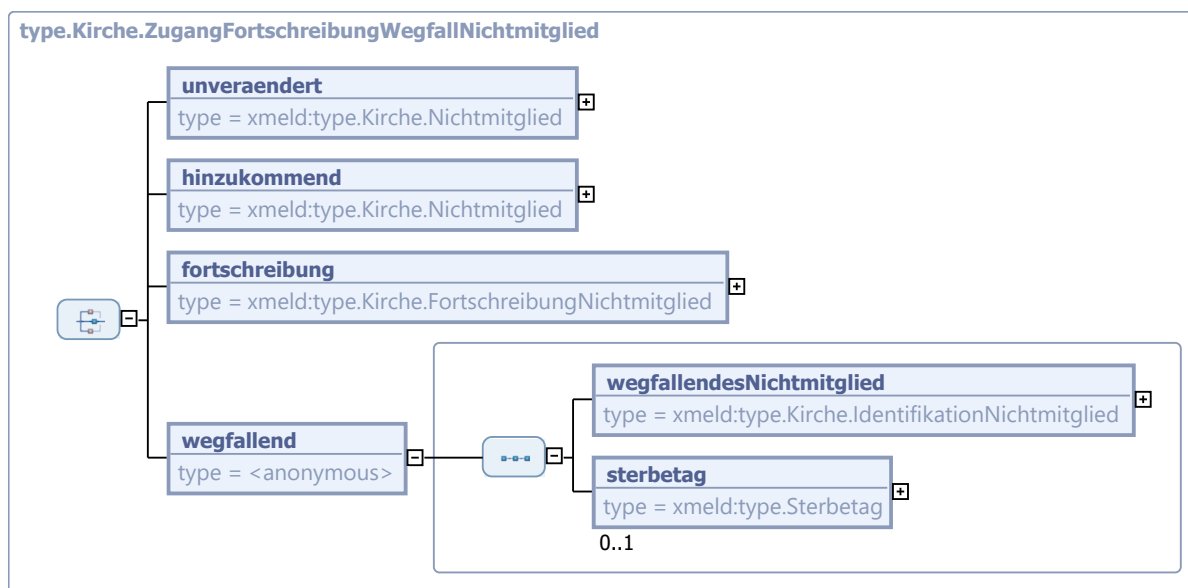 type.Kirche.ZugangFortschreibungWegfallNichtmitglied
unveraendert
type = xmeld:type.Kirche.Nichtmitglied
hinzukommend
type = xmeld:type.Kirche.Nichtmitglied
fortschreibung
type = xmeld:type.Kirche.FortschreibungNichtmitglied
wegfallend
type = <anonymous>
wegfallendesNichtmitglied
type = xmeld:type.Kirche.IdentifikationNichtmitglied
sterbetag
type = xmeld:type.Sterbetag
0..1